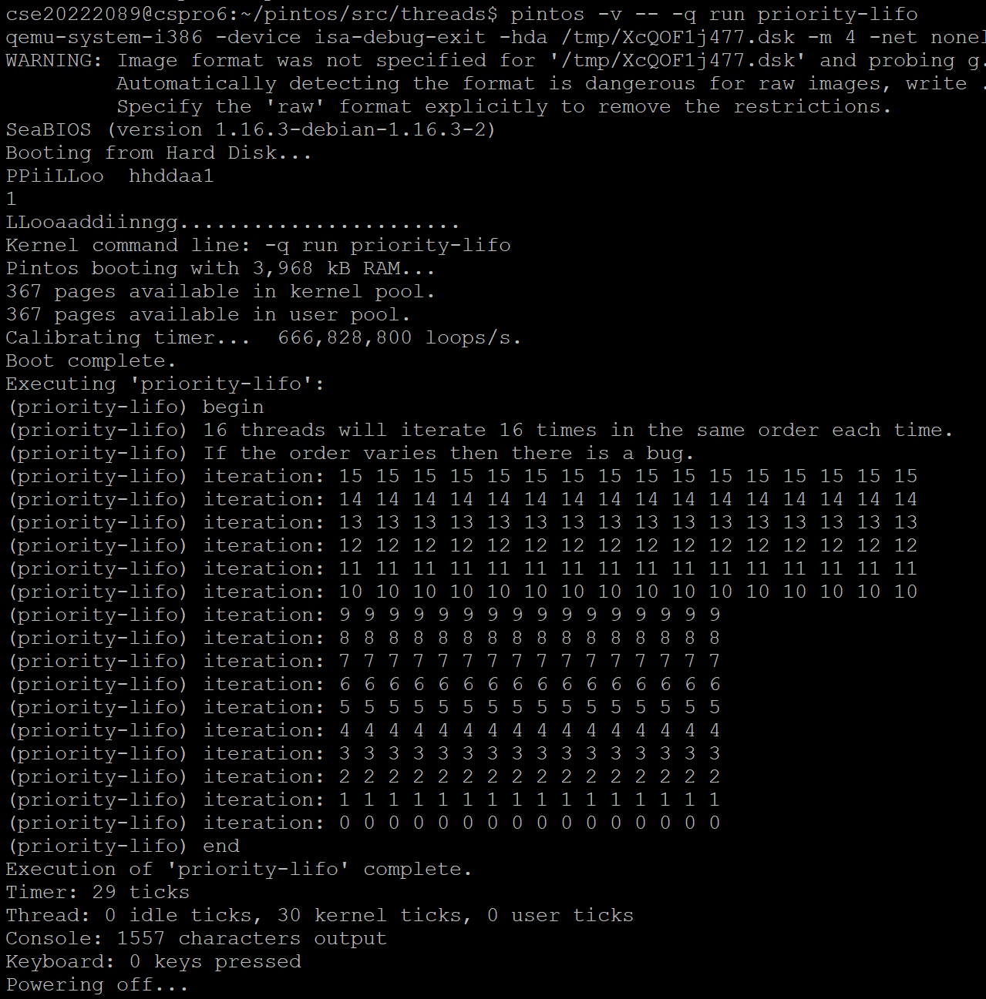 cse20222089@cspro6:~/pintos/src/threads$ pintos -v -- -q run priority-lifo
qemu-system-i386 -device isa-debug-exit -hda /tmp/XcQOF1j477.dsk -m 4 -net none
WARNING: Image format was not specified for '/tmp/XcQOF1j477.dsk' and probing g
Automatically detecting the format is dangerous for raw images, write
Specify the 'raw' format explicitly to remove the restrictions.
SeaBIOS (version 1.16.3-debian-1.16.3-2)
Booting from Hard Disk...
PPiiLLoo  hhddaa1
1
LLooaaddiinngg.......................
Kernel command line: -q run priority-lifo
Pintos booting with 3,968 kB RAM...
367 pages available in kernel pool.
367 pages available in user pool.
Calibrating timer...  666,828,800 loops/s.
Boot complete.
Executing 'priority-lifo':
(priority-lifo) begin
(priority-lifo) 16 threads will iterate 16 times in the same order each time.
(priority-lifo) If the order varies then there is a bug.
(priority-lifo) iteration: 15 15 15 15 15 15 15 15 15 15 15 15 15 15 15 15
(priority-lifo) iteration: 14 14 14 14 14 14 14 14 14 14 14 14 14 14 14 14
(priority-lifo) iteration: 13 13 13 13 13 13 13 13 13 13 13 13 13 13 13 13
(priority-lifo) iteration: 12 12 12 12 12 12 12 12 12 12 12 12 12 12 12 12
(priority-lifo) iteration: 11 11 11 11 11 11 11 11 11 11 11 11 11 11 11 11
(priority-lifo) iteration: 10 10 10 10 10 10 10 10 10 10 10 10 10 10 10 10
(priority-lifo) iteration: 9 9 9 9 9 9 9 9 9 9 9 9 9 9 9 9
(priority-lifo) iteration: 8 8 8 8 8 8 8 8 8 8 8 8 8 8 8 8
(priority-lifo) iteration: 7 7 7 7 7 7 7 7 7 7 7 7 7 7 7 7
(priority-lifo) iteration: 6 6 6 6 6 6 6 6 6 6 6 6 6 6 6 6
(priority-lifo) iteration: 5 5 5 5 5 5 5 5 5 5 5 5 5 5 5 5
(priority-lifo) iteration: 4 4 4 4 4 4 4 4 4 4 4 4 4 4 4 4
(priority-lifo) iteration: 3 3 3 3 3 3 3 3 3 3 3 3 3 3 3 3
(priority-lifo) iteration: 2 2 2 2 2 2 2 2 2 2 2 2 2 2 2 2
(priority-lifo) iteration: 1 1 1 1 1 1 1 1 1 1 1 1 1 1 1 1
(priority-lifo) iteration: 0 0 0 0 0 0 0 0 0 0 0 0 0 0 0 0
(priority-lifo) end
Execution of 'priority-lifo' complete.
Timer: 29 ticks
Thread: 0 idle ticks, 30 kernel ticks, 0 user ticks
Console: 1557 characters output
Keyboard: 0 keys pressed
Powering off...